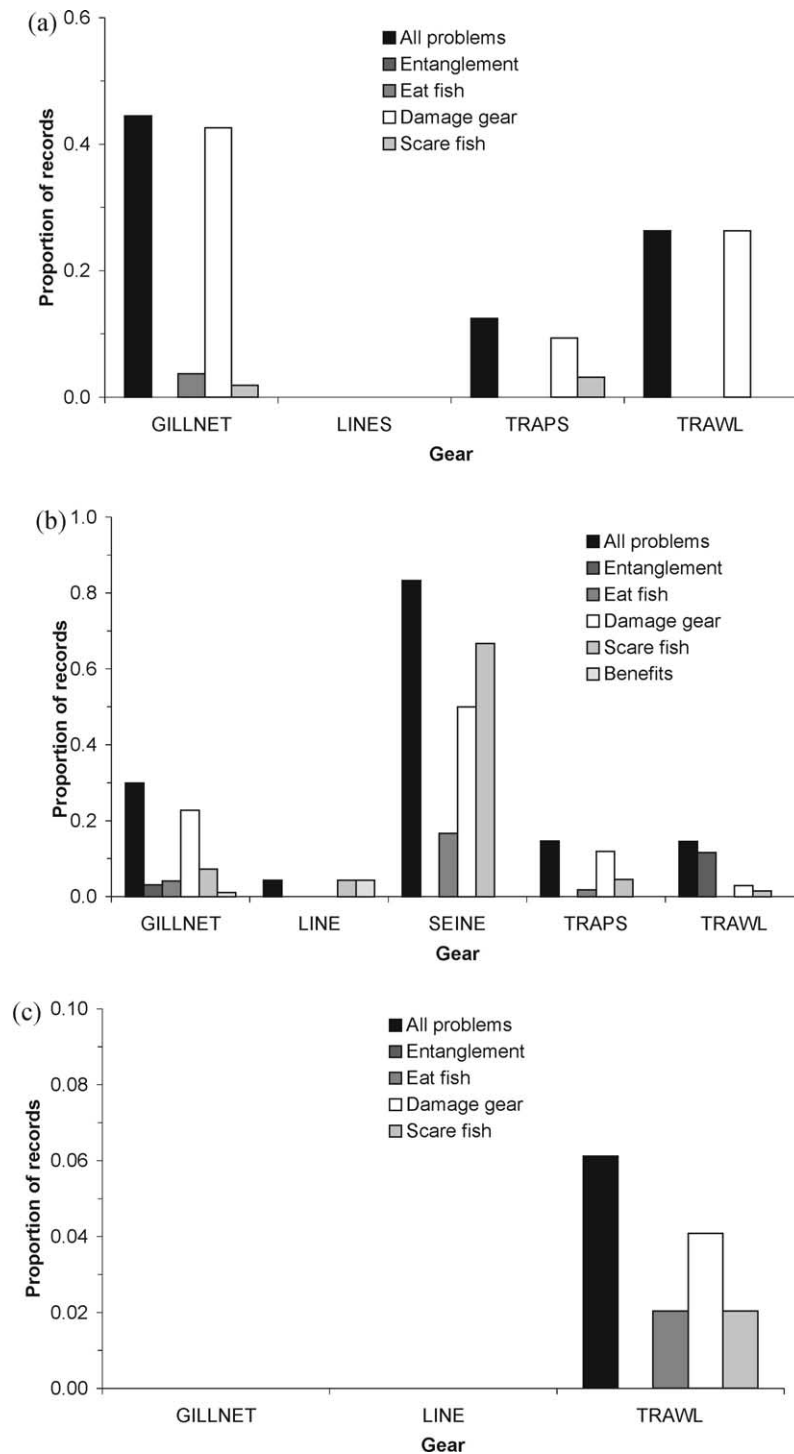 (a)
0.6
0.4
0.2
0.0
Proportion of records
All problems
Entanglement
Eat fish
Damage gear
Scare fish
GILLNET LINES TRAPS TRAWL
Gear
(b)
1.0
0.8
0.6
0.4
0.2
0.0
Proportion of records
All problems
Entanglement
Eat fish
Damage gear
Scare fish
Benefits
GILLNET LINE SEINE TRAPS TRAWL
Gear
(c)
0.10
0.08
0.06
0.04
0.02
0.00
Proportion of records
All problems
Entanglement
Eat fish
Damage gear
Scare fish
GILLNET LINE TRAWL
Gear